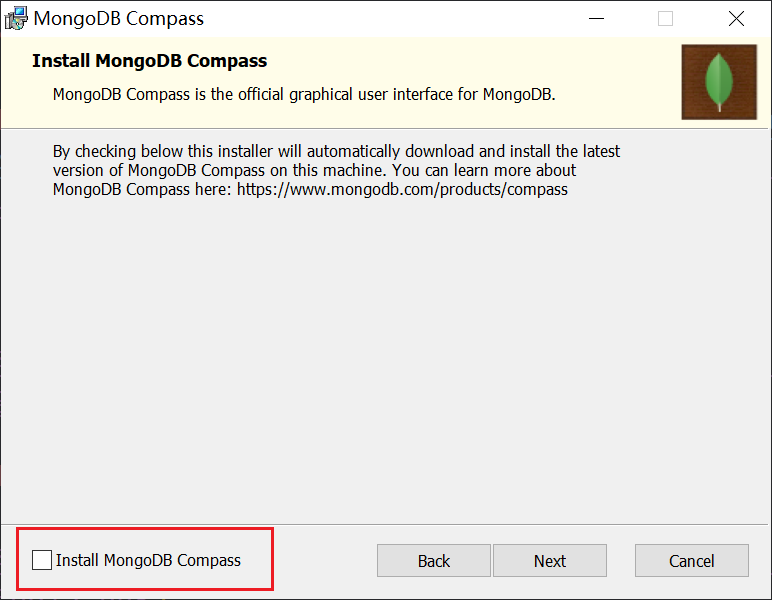 MongoDB Compass
Install MongoDB Compass
MongoDB Compass is the official graphical user interface for MongoDB.
By checking below this installer will automatically download and install the latest
version of MongoDB Compass on this machine. You can learn more about
MongoDB Compass here: https://www.mongodb.com/products/compass
Install MongoDB Compass
Back
Next
Cancel